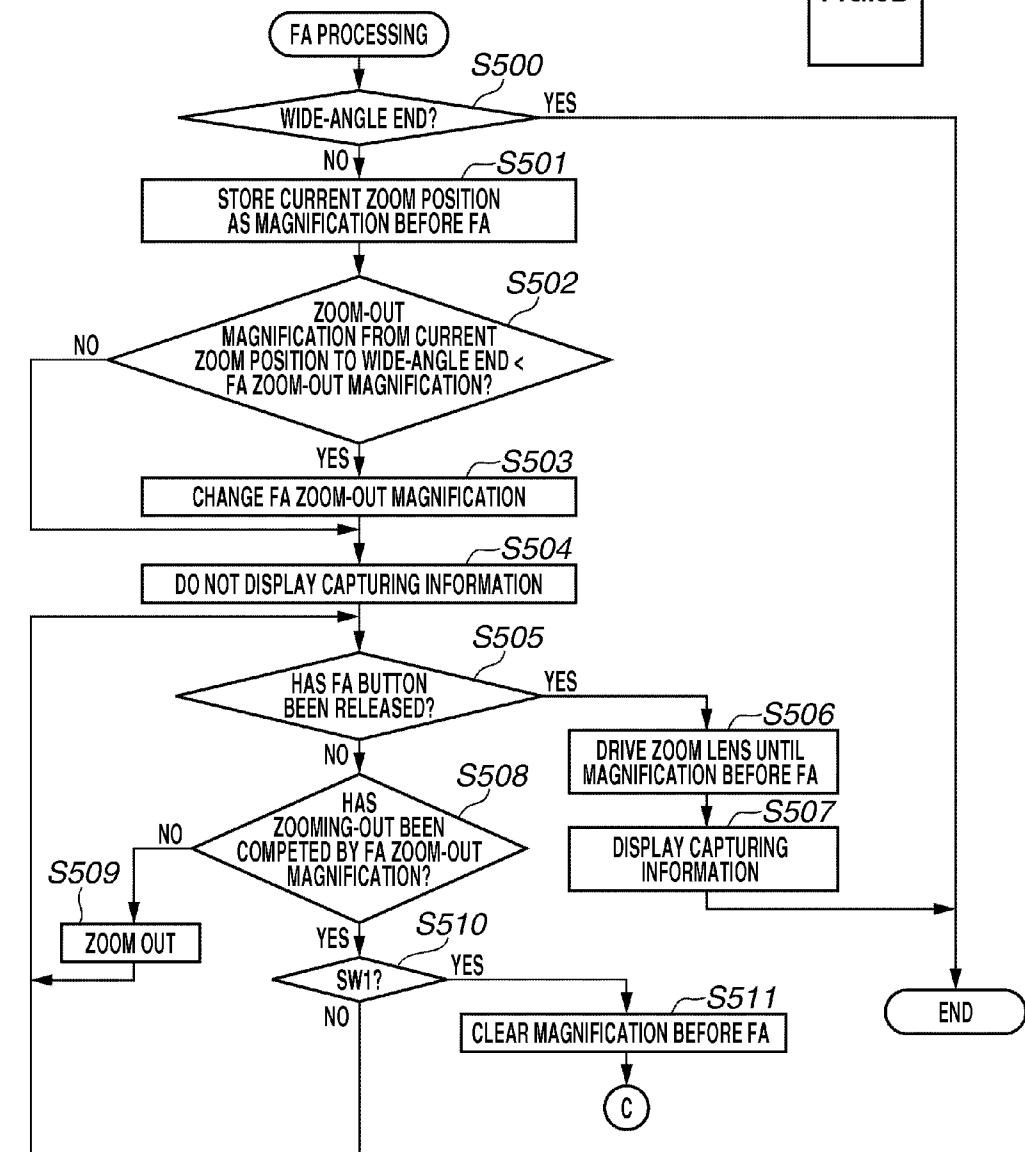 FA PROCESSING
S500
WIDE-ANGLE END?
YES
NO
S501
STORE CURRENT ZOOM POSITION
AS MAGNIFICATION BEFORE FA
S502
ZOOM-OUT
MAGNIFICATION FROM CURRENT
ZOOM POSITION TO WIDE-ANGLE END <
FA ZOOM-OUT MAGNIFICATION?
NO
YES
S503
CHANGE FA ZOOM-OUT MAGNIFICATION
S504
DO NOT DISPLAY CAPTURING INFORMATION
S505
HAS FA BUTTON
BEEN RELEASED?
YES
NO
S506
DRIVE ZOOM LENS UNTIL
MAGNIFICATION BEFORE FA
S507
DISPLAY CAPTURING
INFORMATION
S508
HAS
ZOOMING-OUT BEEN
COMPETED BY FA ZOOM-OUT
MAGNIFICATION?
NO
YES
S509
ZOOM OUT
S510
SW1?
YES
NO
S511
CLEAR MAGNIFICATION BEFORE FA
C
END